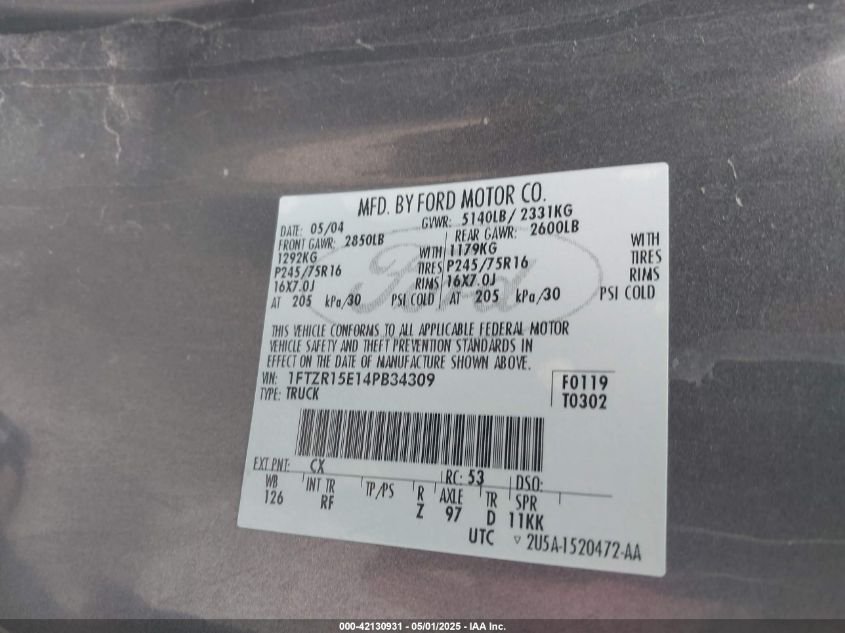 MFD. BY FORD MOTOR CO.
DATE: 05/04 GVWR: 5140LB/ 2331KG
FRONT GAWR: 2850LB REAR GAWR: 2600LB
1292KG WITH 1179KG WITH
P245/75R16 TIRES P245/75R16 TIRES
16X7.0J RIMS 16X7.0J RIMS
AT 205 kPa/30 PSI COLD AT 205 kPa/30 PSI COLD
Ford
THIS VEHICLE CONFORMS TO ALL APPLICABLE FEDERAL MOTOR
VEHICLE SAFETY AND THEFT PREVENTION STANDARDS IN
EFFECT ON THE DATE OF MANUFACTURE SHOWN ABOVE.
VIN: 1FTZR15E14PB34309 F0119
TYPE: TRUCK T0302
EXT PNT: CX RC: 53 DSO:
WB INT TR TP/PS R AXLE TR SPR
126 RF Z 97 D 11KK
UTC ▽ 2U5A-1520472-AA
000-42130931 - 05/01/2025 - IAA Inc.